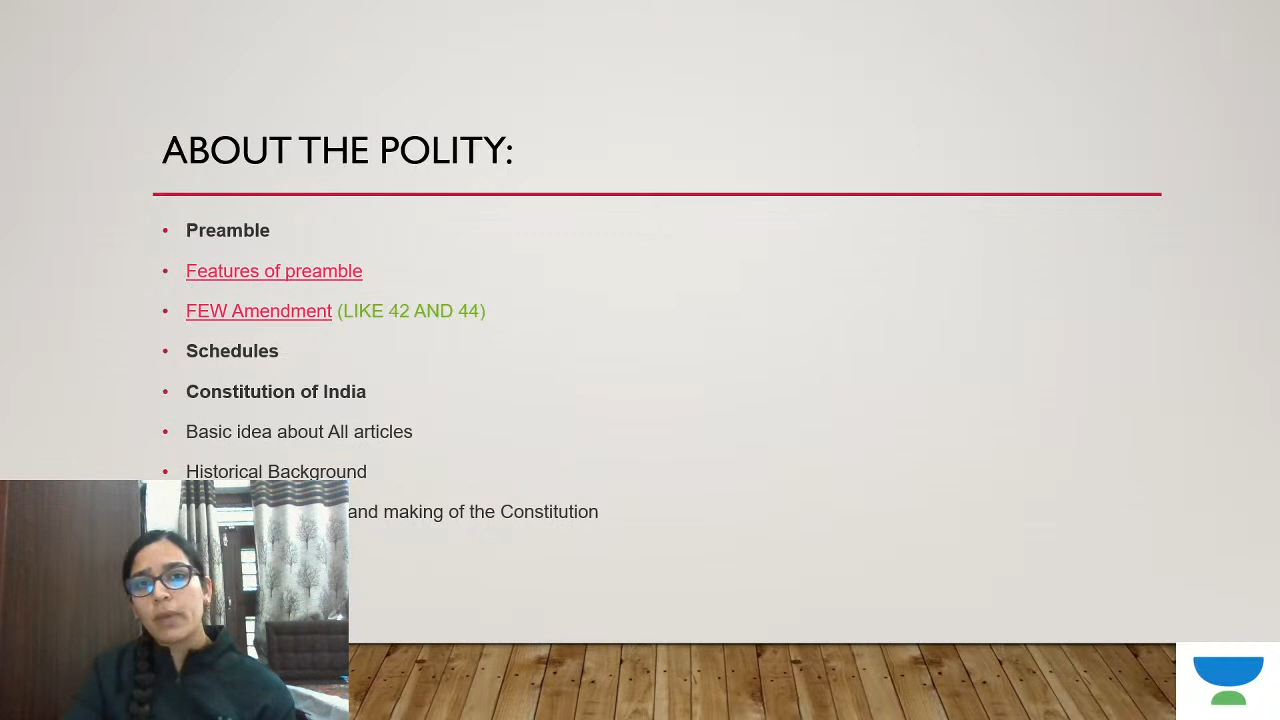 ABOUT THE POLITY:
• Preamble
• Features of preamble
• FEW Amendment (LIKE 42 AND 44)
• Schedules
• Constitution of India
• Basic idea about All articles
• Historical Background
and making of the Constitution